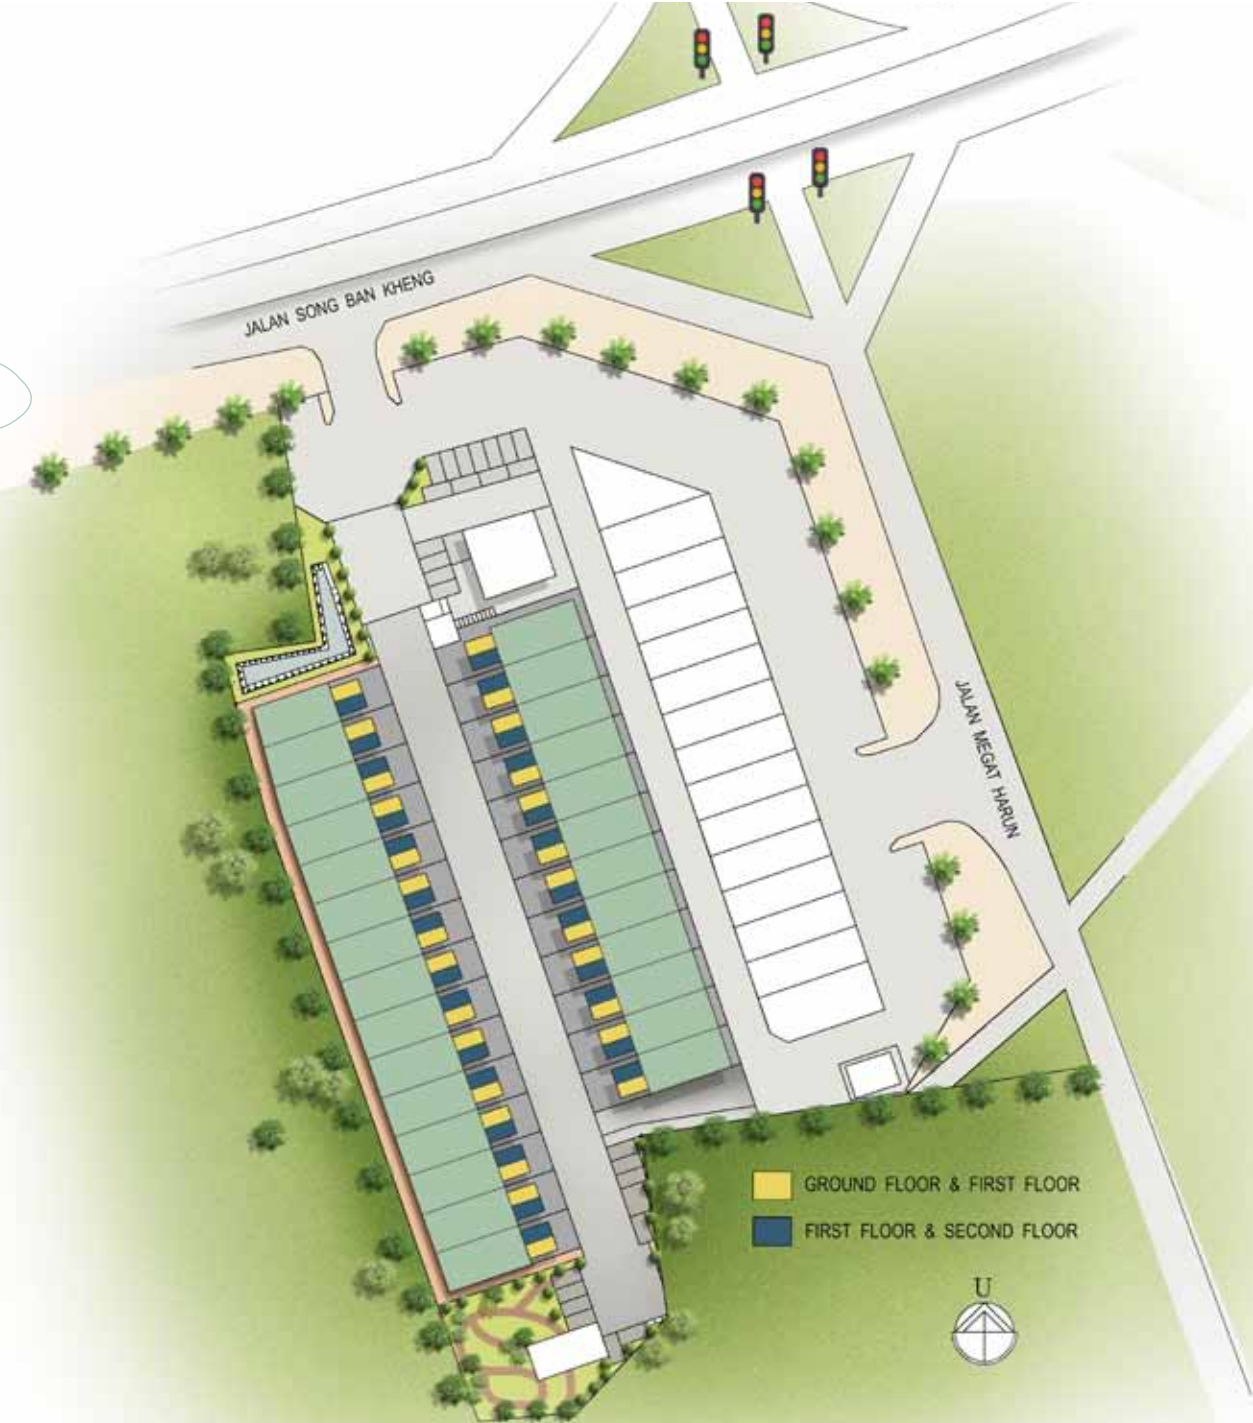 JALAN SONG BAN KHENG
JALAN MEGAT HARUN
GROUND FLOOR & FIRST FLOOR
FIRST FLOOR & SECOND FLOOR
U